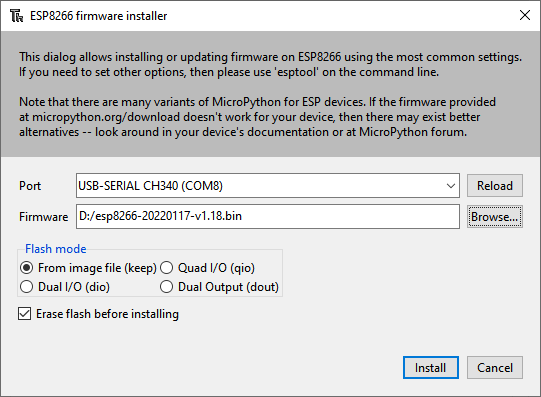 ESP8266 firmware installer
This dialog allows installing or updating firmware on ESP8266 using the most common settings.
If you need to set other options, then please use 'esptool' on the command line.
Note that there are many variants of MicroPython for ESP devices. If the firmware provided
at micropython.org/download doesn't work for your device, then there may exist better
alternatives -- look around in your device's documentation or at MicroPython forum.
Port USB-SERIAL CH340 (COM8) Reload
Firmware D:/esp8266-20220117-v1.18.bin Browse...
Flash mode
From image file (keep) Quad I/O (qio)
Dual I/O (dio) Dual Output (dout)
Erase flash before installing
Install Cancel